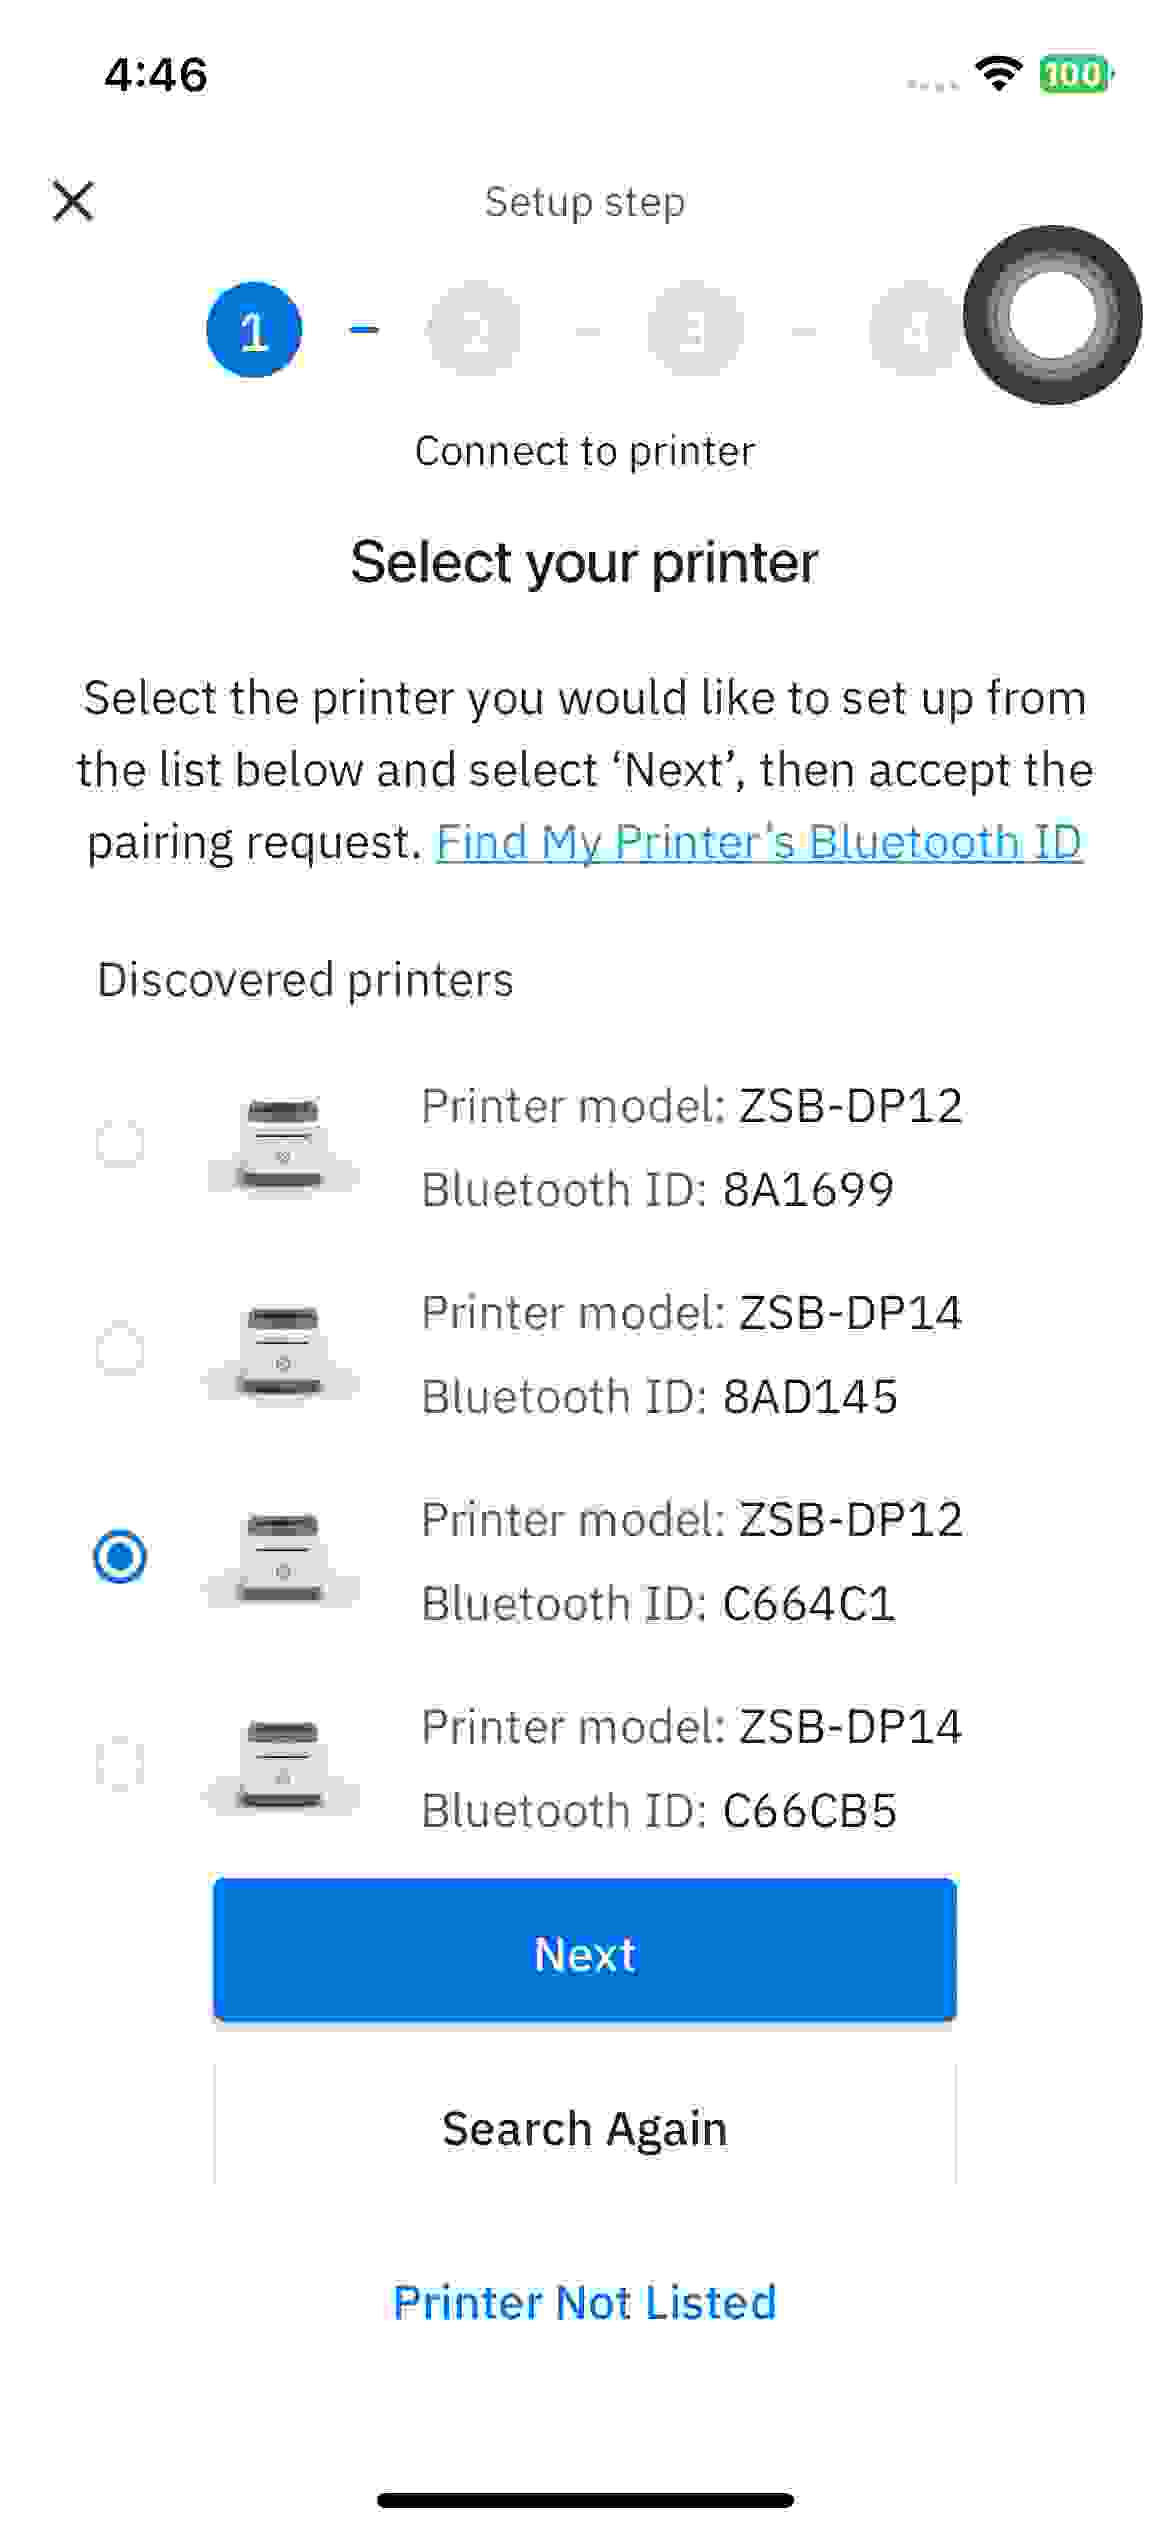 4:46
100
Setup step
1
2
3
4
Connect to printer
Select your printer
Select the printer you would like to set up from
the list below and select ‘Next’, then accept the
pairing request. Find My Printer's Bluetooth ID
Discovered printers
Printer model: ZSB-DP12
Bluetooth ID: 8A1699
Printer model: ZSB-DP14
Bluetooth ID: 8AD145
Printer model: ZSB-DP12
Bluetooth ID: C664C1
Printer model: ZSB-DP14
Bluetooth ID: C66CB5
Next
Search Again
Printer Not Listed